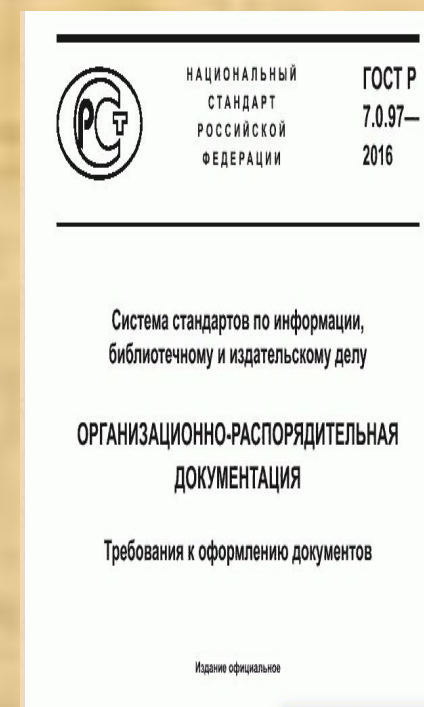 РСТ
НАЦИОНАЛЬНЫЙ
СТАНДАРТ
РОССИЙСКОЙ
ФЕДЕРАЦИИ
ГОСТ Р
7.0.97—
2016
Система стандартов по информации,
библиотечному и издательскому делу
ОРГАНИЗАЦИОННО-РАСПОРЯДИТЕЛЬНАЯ
ДОКУМЕНТАЦИЯ
Требования к оформлению документов
Издание официальное